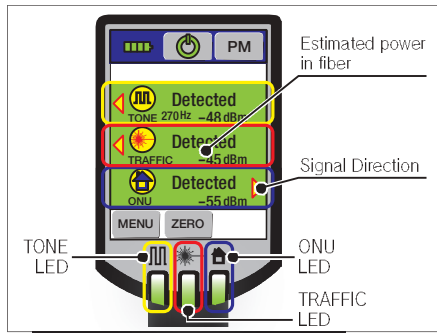 PM
Estimated power
in fiber
Detected
TONE 270Hz -48 dBm
Detected
TRAFFIC -45 dBm
Signal Direction
Detected
ONU -55 dBm
MENU ZERO
TONE
LED
ONU
LED
TRAFFIC
LED